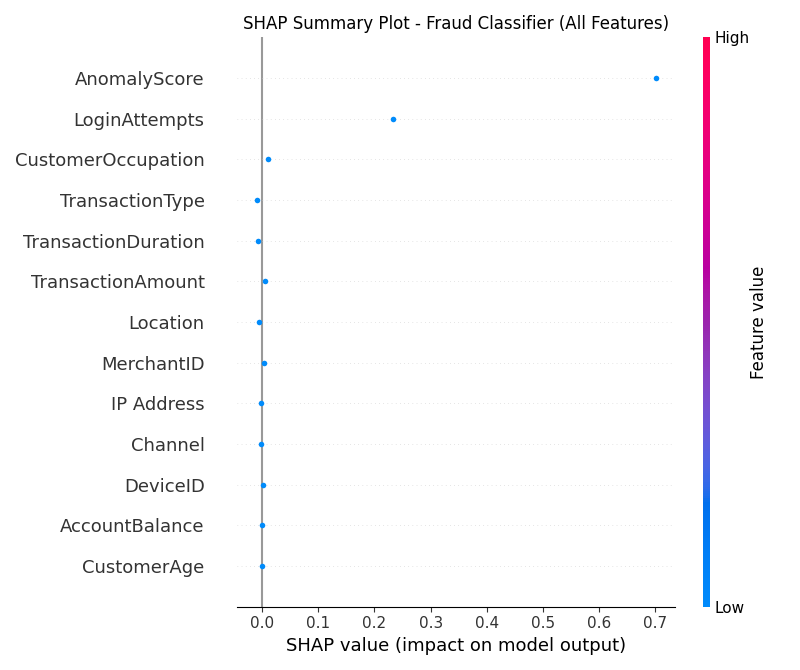 SHAP Summary Plot - Fraud Classifier (All Features)
High
AnomalyScore
LoginAttempts
CustomerOccupation
TransactionType
TransactionDuration
TransactionAmount
Location
MerchantID
IP Address
Channel
DeviceID
AccountBalance
CustomerAge
Feature value
Low
0.0 0.1 0.2 0.3 0.4 0.5 0.6 0.7
SHAP value (impact on model output)